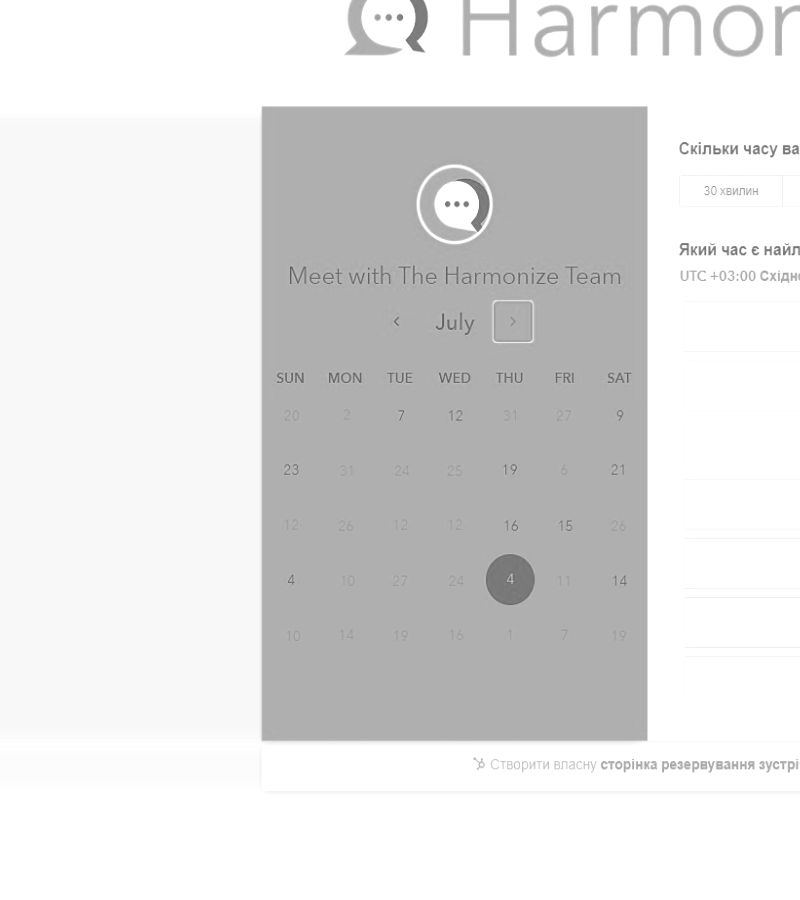 Harmon
Meet with The Harmonize Team
July
SUN MON TUE WED THU FRI SAT
20 2 7 12 31 27 9
23 31 24 25 19 6 21
12 26 12 12 16 15 26
4 10 27 24 4 11 14
10 14 19 16 1 7 19
Скільки часу ва
30 хвилин
Який час є найл
UTC +03:00 Східнє
Створити власну сторінка резервування зустрі